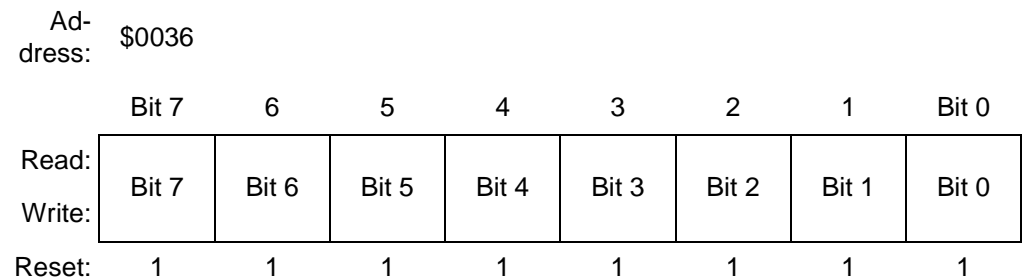 Ad-
dress: $0036
Bit 7 6 5 4 3 2 1 Bit 0
Read:
Bit 7 Bit 6 Bit 5 Bit 4 Bit 3 Bit 2 Bit 1 Bit 0
Write:
Reset: 1 1 1 1 1 1 1 1